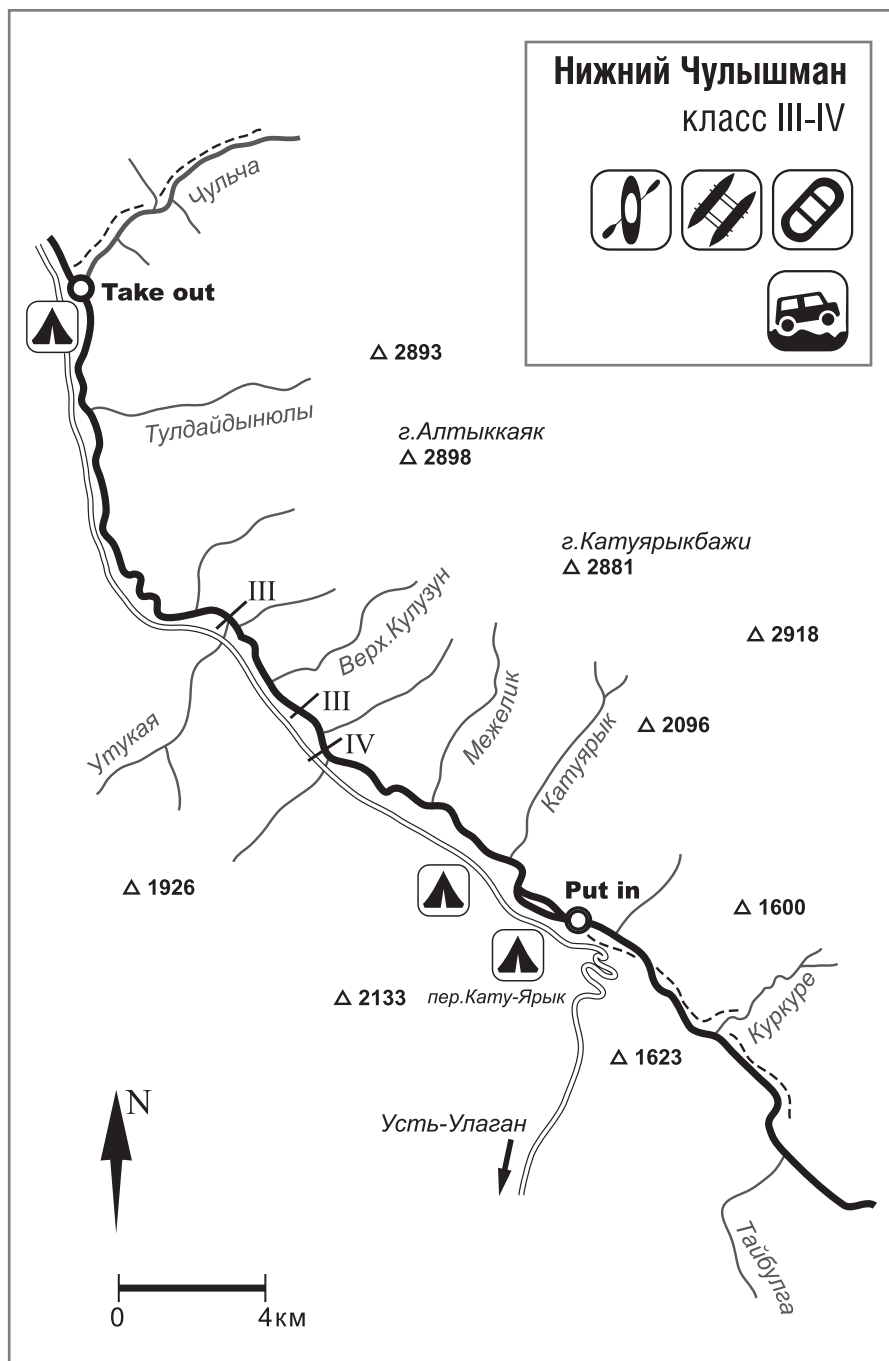 Нижний Чулышман
класс III-IV
Чульча
Take out
2893
Тулдайдынюлы
г.Алтыккаяк
2898
г.Катуярыкбажи
2881
III
Верх.Кулузун
2918
III
Межелик
Катуярык
2096
Утукая
IV
1926
Put in
1600
2133
пер.Кату-Ярык
Куркуре
1623
N
Усть-Улаган
Тайбулга
0 4км